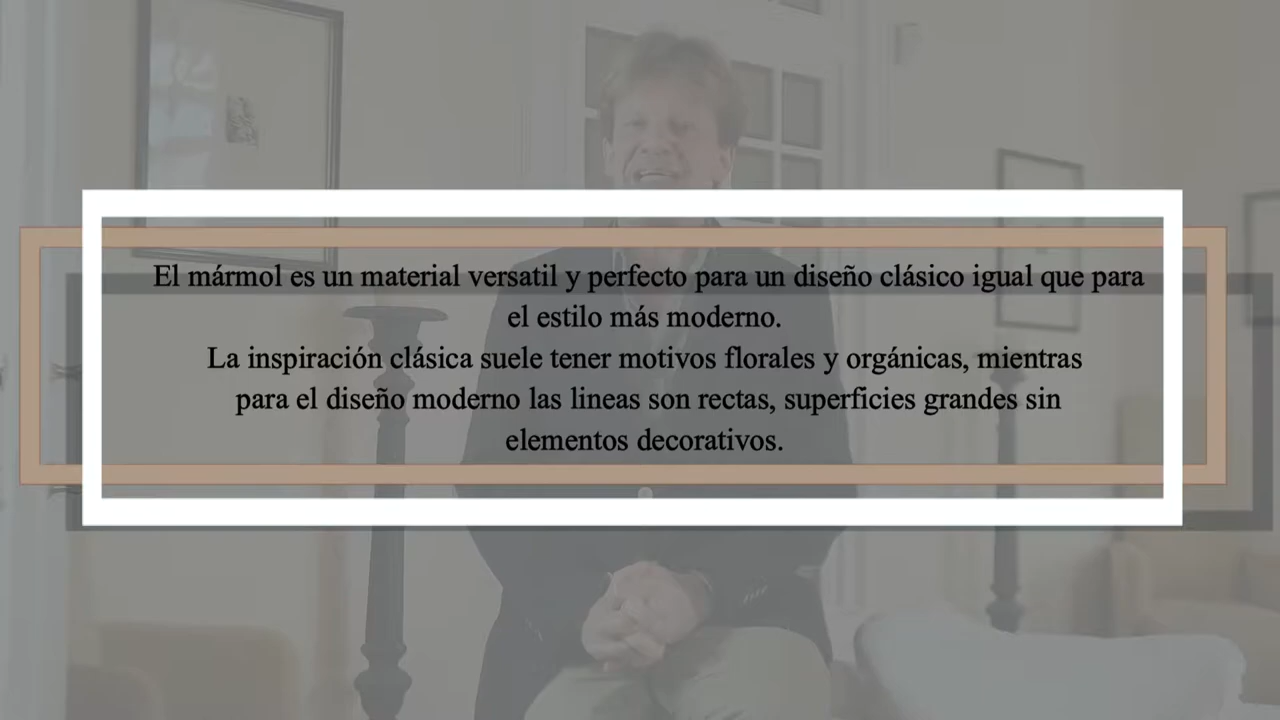 El mármol es un material versatil y perfecto para un diseño clásico igual que para
el estilo más moderno.
La inspiración clásica suele tener motivos florales y orgánicas, mientras
para el diseño moderno las lineas son rectas, superficies grandes sin
elementos decorativos.